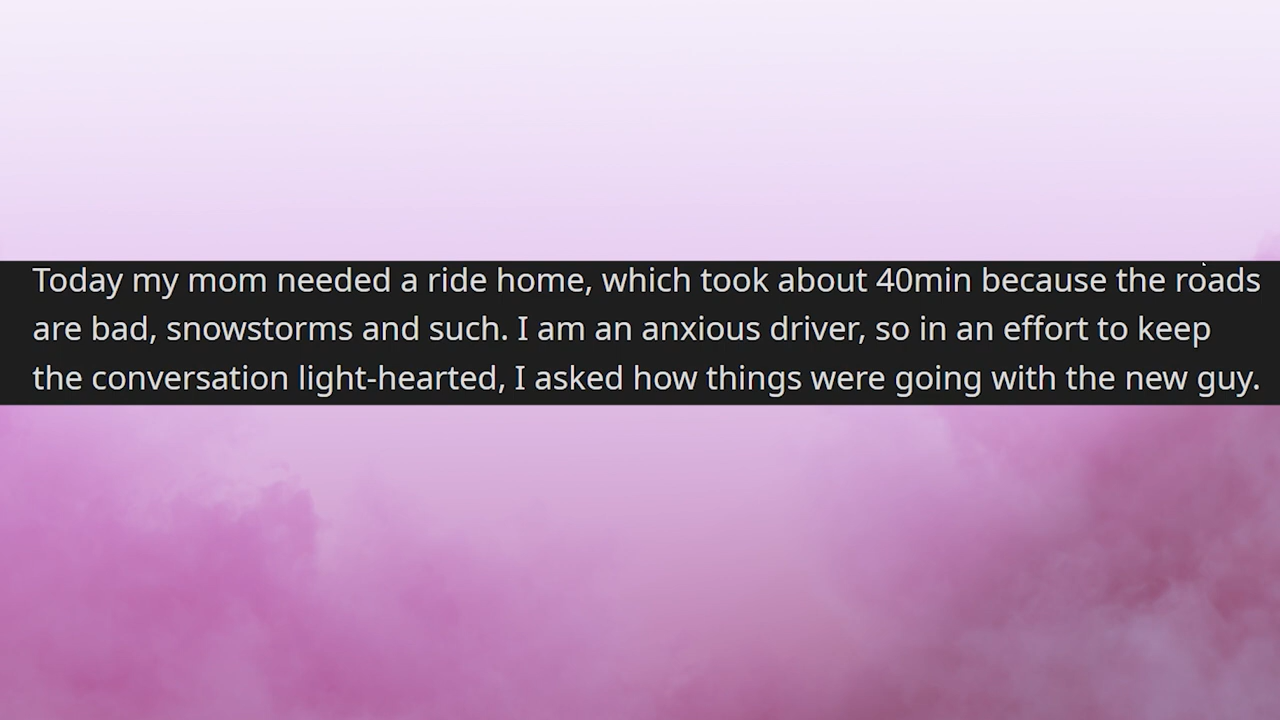 Today my mom needed a ride home, which took about 40min because the roads
are bad, snowstorms and such. I am an anxious driver, so in an effort to keep
the conversation light-hearted, I asked how things were going with the new guy.